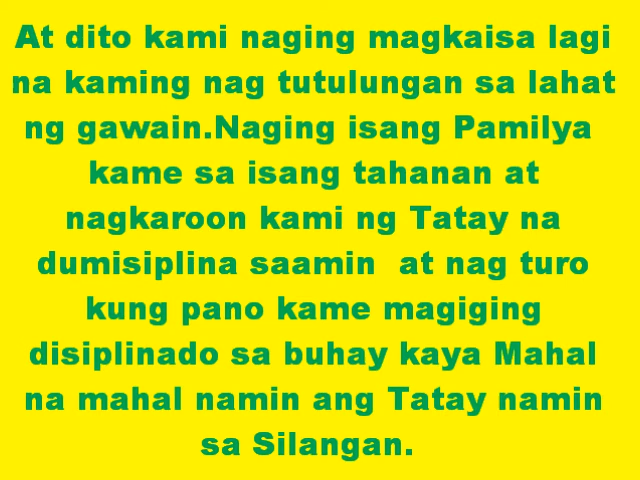 At dito kami naging magkaisa lagi
na kaming nag tutulungan sa lahat
ng gawain.Naging isang Pamilya
kame sa isang tahanan at
nagkaroon kami ng Tatay na
dumisiplina saamin  at nag turo
kung pano kame magiging
disiplinado sa buhay kaya Mahal
na mahal namin ang Tatay namin
sa Silangan.